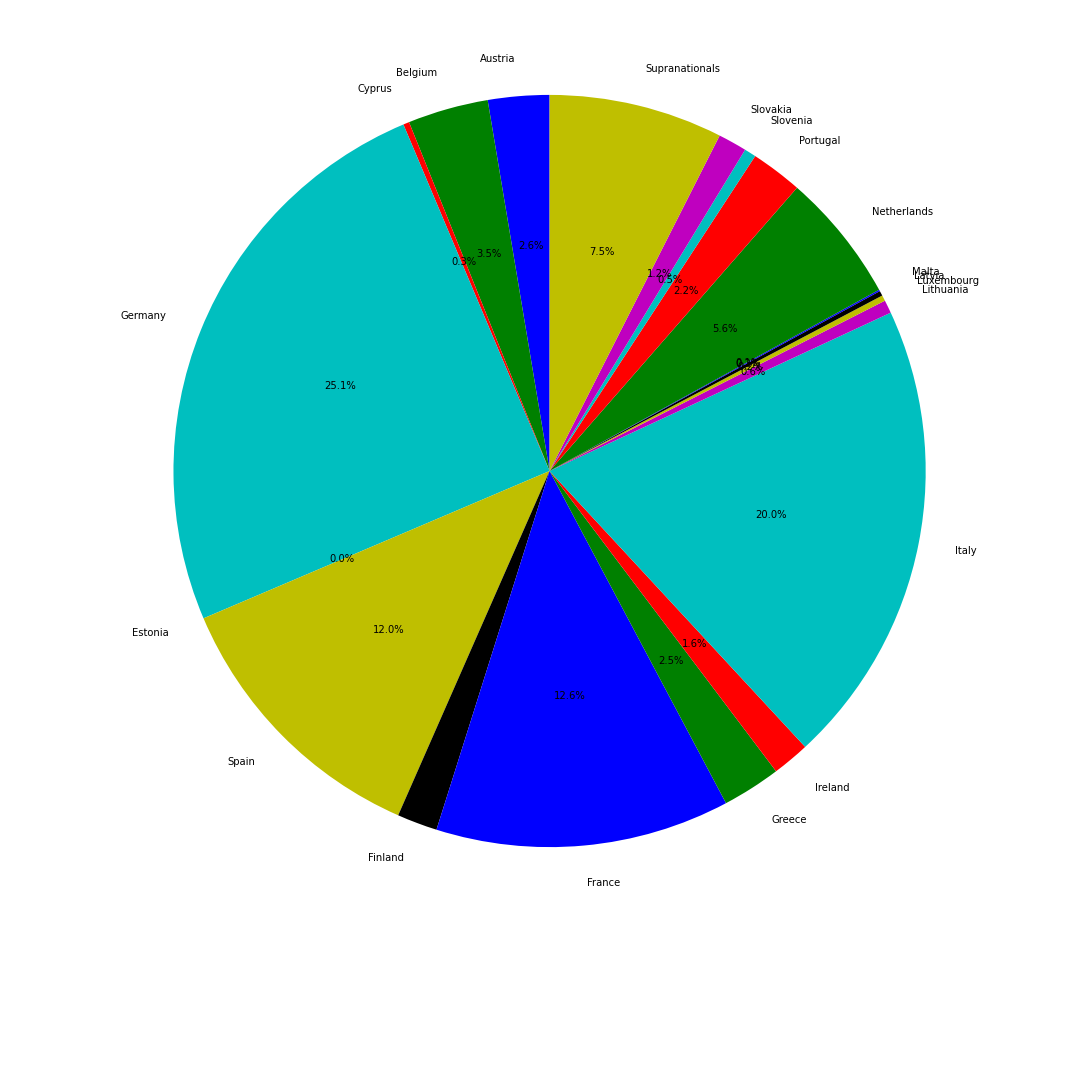 Austria
Supranationals
Belgium
Cyprus
Slovakia
Slovenia
Portugal
Netherlands
Malta
Luxembourg
Lithuania
Germany
Estonia
Spain
Finland
France
Greece
Ireland
Italy
2.6%
7.5%
3.5%
0.3%
1.2%
0.5%
2.2%
5.6%
0.6%
25.1%
20.0%
0.0%
12.0%
1.6%
2.5%
12.6%